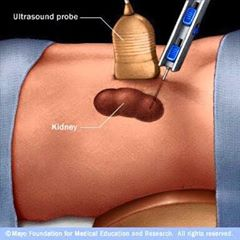 Ultrasound probe
Kidney
© Mayo Foundation for Medical Education and Research. All rights reserved.